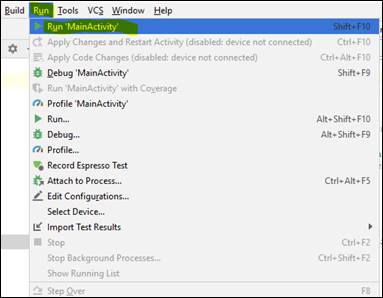 Build Run Tools VCS Window Help
Run 'MainActivity' Shift+F10
Apply Changes and Restart Activity (disabled: device not connected) Ctrl+F10
Apply Code Changes (disabled: device not connected) Ctrl+Alt+F10
Debug 'MainActivity' Shift+F9
Run 'MainActivity' with Coverage
Profile 'MainActivity'
Run... Alt+Shift+F10
Debug... Alt+Shift+F9
Profile...
Record Espresso Test
Attach to Process... Ctrl+Alt+F5
Edit Configurations...
Select Device...
Import Test Results
Stop Ctrl+F2
Stop Background Processes... Ctrl+Shift+F2
Show Running List
Step Over F8